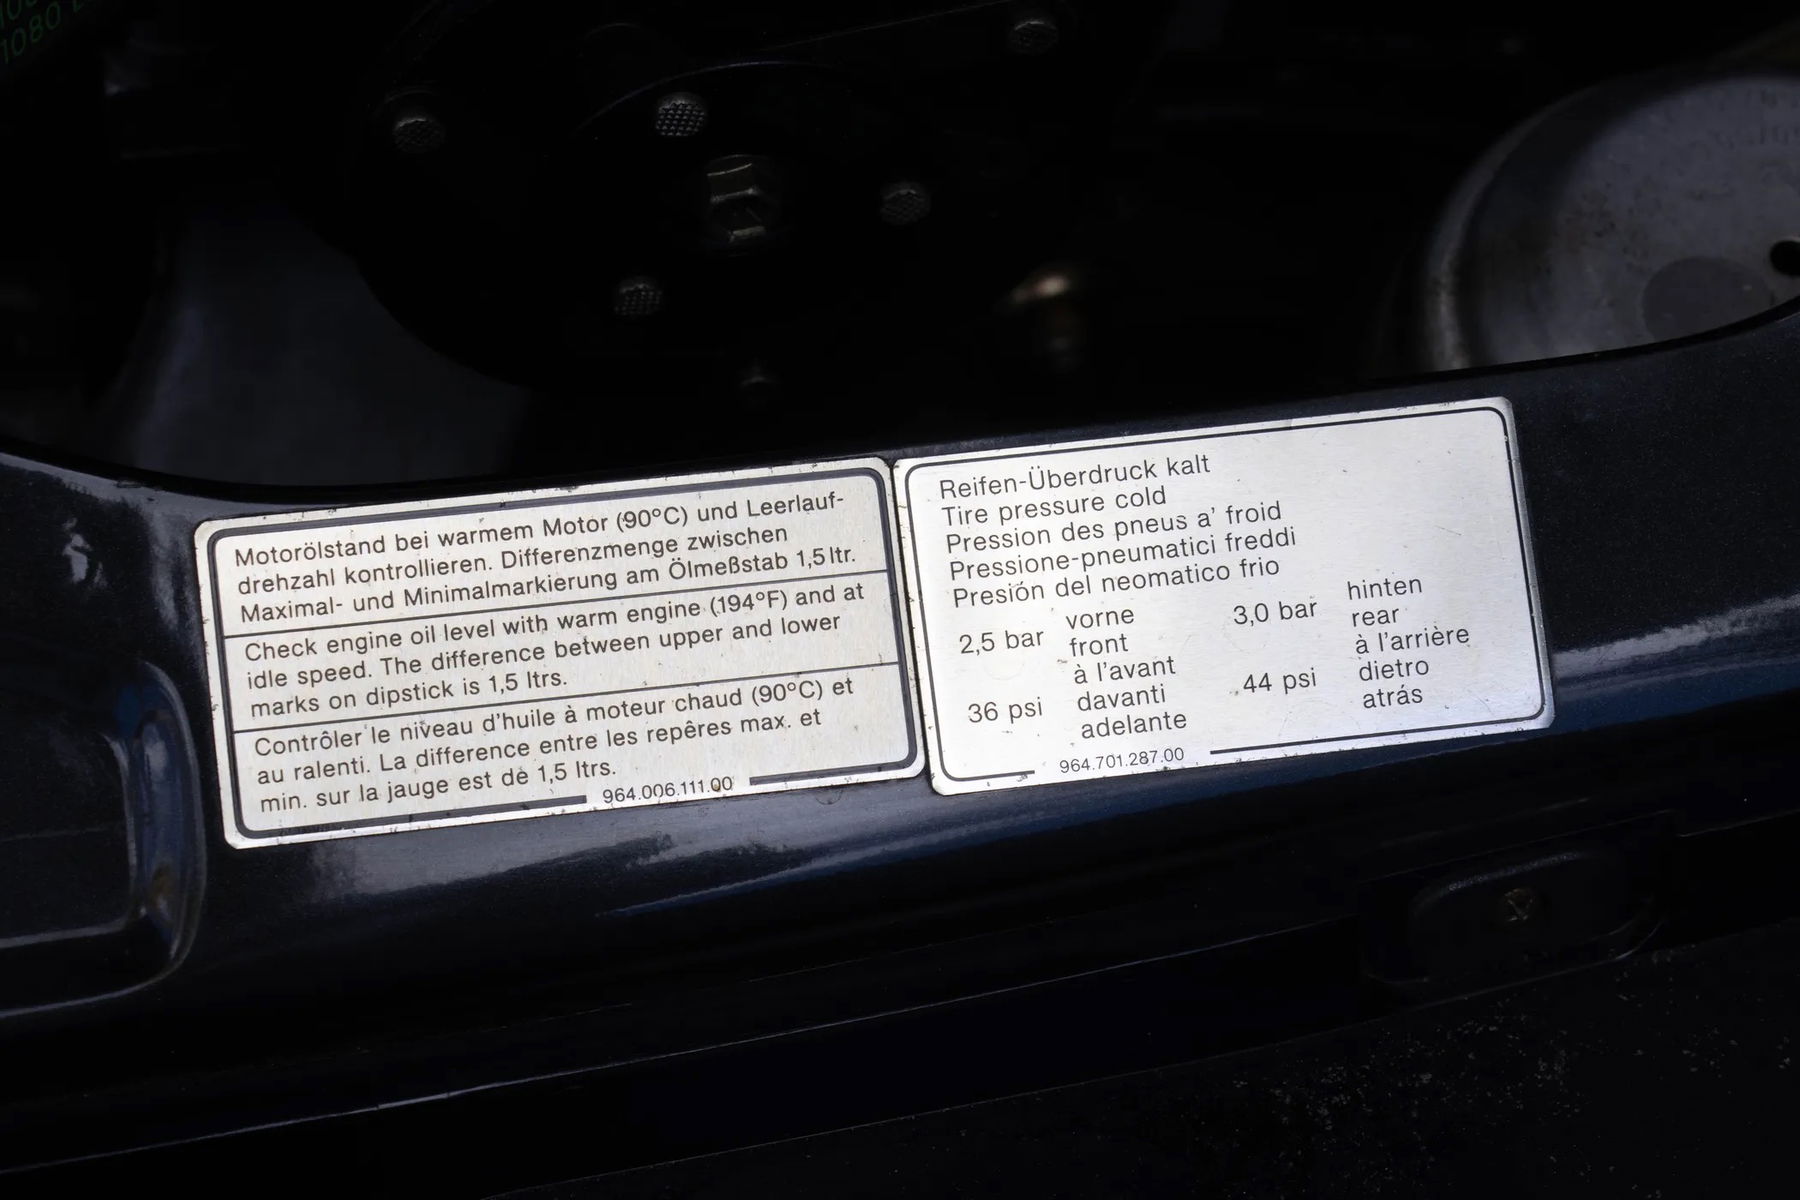 1080
Motorölstand bei warmem Motor (90°C) und Leerlauf-
drehzahl kontrollieren. Differenzmenge zwischen
Maximal- und Minimalmarkierung am Ölmeßstab 1,5 ltr.
Check engine oil level with warm engine (194°F) and at
idle speed. The difference between upper and lower
marks on dipstick is 1,5 ltrs.
Contrôler le niveau d'huile à moteur chaud (90°C) et
au ralenti. La difference entre les repêres max. et
min. sur la jauge est de 1,5 ltrs.
964.006.111.00
Reifen-Überdruck kalt
Tire pressure cold
Pression des pneus a' froid
Pressione-pneumatici freddi
Presión del neomatico frio
2,5 bar
36 psi
vorne
front
à l'avant
davanti
adelante
3,0 bar
44 psi
hinten
rear
à l'arrière
dietro
atrás
964.701.287.00